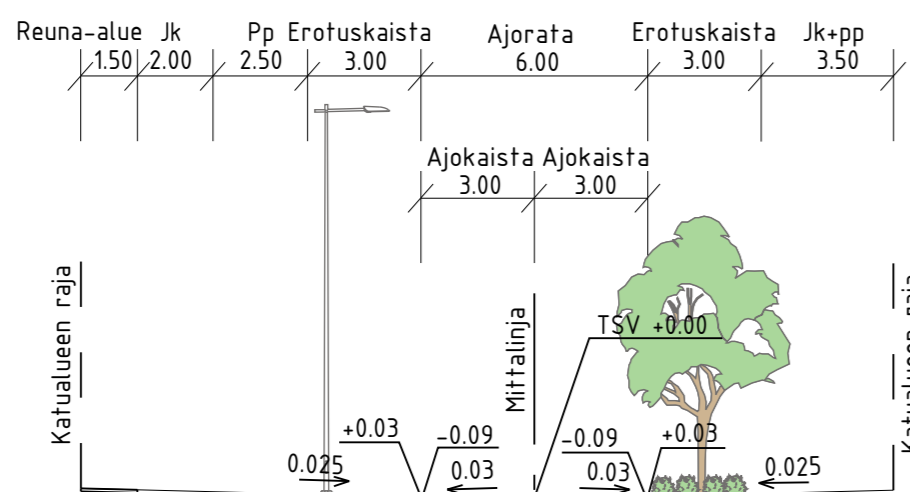 Reuna-alue Jk Pp Erotuskaista Ajorata Erotuskaista Jk+pp
1.50 2.00 2.50 3.00 6.00 3.00 3.50
Ajokaista Ajokaista
3.00 3.00
Katualueen raja
Mittalinja
TSV +0.00
Katualueen raja
+0.03 -0.09 -0.09 +0.03
0.025 0.03 0.03 0.025